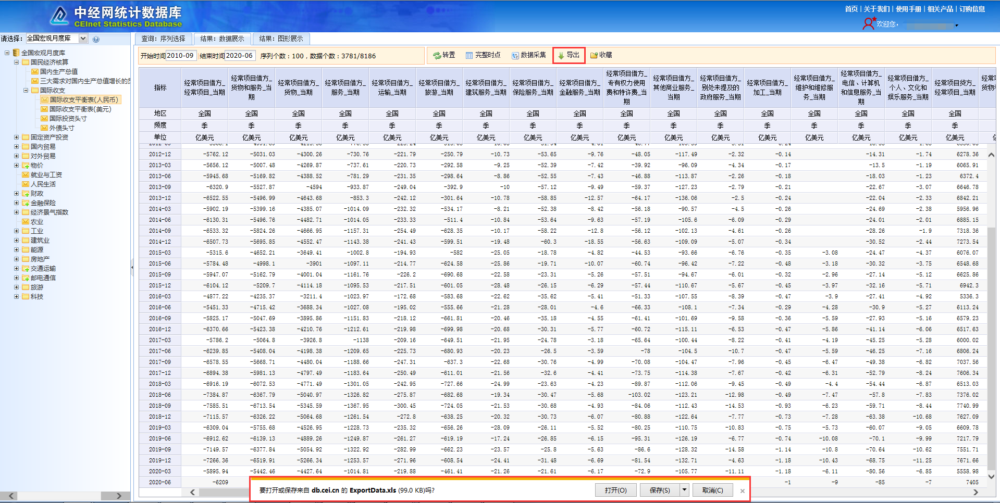 中经网统计数据库
CEInet Statistics Database
首页 | 关于我们 | 使用手册 | 相关产品 | 订购信息
欢迎您，
请选择： 全国宏观月度库
查询：序列选择 结果：数据展示 结果：图形展示
开始时间 2010-09 结束时间 2020-06 序列个数：100，数据个数：3781/8186
转置 完整时点 数据采集 导出 收藏
全国宏观月度库
国民经济核算
国内生产总值
三大需求对国内生产总值增长的
国际收支
国际收支平衡表(人民币)
国际收支平衡表(美元)
国际投资头寸
外债头寸
固定资产投资
国内贸易
对外贸易
物价
就业与工资
人民生活
财政
金融保险
经济景气指数
农业
工业
建筑业
能源
房地产
交通运输
邮电通信
旅游
科技
指标 经常项目借方_经常项目_当期 经常项目借方_货物和服务_当期 经常项目借方_货物_当期 经常项目借方_服务_当期 经常项目借方_运输_当期 经常项目借方_旅游_当期 经常项目借方_建筑服务_当期 经常项目借方_保险服务_当期 经常项目借方_金融服务_当期 经常项目借方_专有权力使用费和特许费_当期 经常项目借方_其他商业服务_当期 经常项目借方_别处未提及的政府服务_当期 经常项目借方_加工_当期 经常项目借方_维护和维修服务_当期 经常项目借方_电信、计算机和信息服务_当期 经常项目借方_个人、文化和娱乐服务_当期 经常项目贷方_经常项目_当期
地区 全国 全国 全国 全国 全国 全国 全国 全国 全国 全国 全国 全国 全国 全国 全国 全国 全国
频度 季 季 季 季 季 季 季 季 季 季 季 季 季 季 季 季 季
单位 亿美元 亿美元 亿美元 亿美元 亿美元 亿美元 亿美元 亿美元 亿美元 亿美元 亿美元 亿美元 亿美元 亿美元 亿美元 亿美元 亿美元
2012-12 -5762.12 -5031.03 -4300.26 -730.76 -221.79 -250.79 -10.73 -53.65 -9.76 -48.05 -117.49 -2.32 -0.14 -14.31 -1.74 6278.36
2013-03 -5656.12 -5007.48 -4269.87 -737.61 -220.73 -292.58 -9.25 -52.39 -7.42 -39.92 -96.09 -4.34 -0.17 -13.5 -1.19 6065.91
2013-06 -5945.68 -5169.82 -4388.52 -781.29 -231.35 -298.64 -8.86 -52.55 -7.43 -46.88 -113.87 -2.26 -0.18 -18.03 -1.23 6372.4
2013-09 -6320.9 -5527.87 -4594 -933.87 -249.04 -392.9 -10 -57.12 -9.49 -59.37 -127.23 -2.79 -0.21 -22.67 -3.07 6646.78
2013-12 -6522.55 -5496.99 -4643.68 -853.3 -242.12 -301.64 -10.78 -58.85 -12.57 -64.17 -136.06 -2.5 -0.24 -22.04 -2.33 6842.21
2014-03 -5902.19 -5399.16 -4385.07 -1014.09 -232.32 -534.17 -8.21 -52.38 -8.42 -56.18 -90.57 -4.5 -0.26 -24.69 -2.38 5956.96
2014-06 -6130.31 -5496.76 -4482.71 -1014.05 -233.33 -511.4 -10.84 -53.64 -9.63 -57.19 -105.6 -6.09 -0.29 -24.01 -2.01 6885.15
2014-09 -6533.32 -5824.26 -4666.95 -1157.31 -254.49 -628.35 -10.17 -58.22 -12.8 -56.12 -102.13 -4.61 -0.26 -28.26 -1.9 7318.36
2014-12 -6507.73 -5695.85 -4552.47 -1143.38 -241.43 -599.51 -19.48 -60.3 -18.55 -56.63 -109.09 -5.07 -0.34 -30.52 -2.44 7273.54
2015-03 -5315.6 -4652.21 -3649.41 -1002.8 -194.93 -582 -25.05 -18.78 -4.82 -44.53 -93.66 -6.76 -0.35 -3.08 -24.47 -4.37 6076.07
2015-06 -5784.48 -4998.1 -3901 -1097.11 -214.77 -624.58 -25.86 -19.71 -10.07 -60.74 -96.42 -7.22 -0.48 -3.18 -30.32 -3.75 6548.68
2015-09 -5947.07 -5162.79 -4001.04 -1161.76 -226.2 -690.68 -22.58 -23.31 -5.26 -57.51 -94.67 -6.01 -0.32 -2.96 -27.14 -5.12 6625.86
2015-12 -6104.12 -5209.7 -4114.18 -1095.53 -217.51 -601.05 -28.48 -26.15 -6.29 -57.44 -110.67 -5.67 -0.45 -3.97 -32.16 -5.71 6942.3
2016-03 -4877.22 -4235.37 -3211.4 -1023.97 -172.68 -583.68 -22.62 -35.62 -5.41 -51.33 -107.55 -8.39 -0.47 -3.9 -27.41 -4.92 5336.3
2016-06 -5451.33 -4715.42 -3688.34 -1027.08 -195.02 -555.66 -21.28 -28.01 -4.6 -66.33 -108.1 -7.34 -0.29 -4.28 -30.9 -5.27 6113.24
2016-09 -5825.17 -5047.69 -3895.86 -1151.83 -218.12 -661.81 -20.46 -35.18 -4.55 -61.41 -101.69 -9.58 -0.36 -5.59 -27.93 -5.16 6579.23
2016-12 -6370.66 -5423.38 -4210.76 -1212.61 -219.98 -699.98 -20.68 -30.31 -5.77 -60.72 -115.11 -6.53 -0.47 -5.86 -41.14 -6.06 6517.63
2017-03 -5786.2 -5064.8 -3926.8 -1138 -209.16 -649.51 -21.95 -24.78 -3.18 -65.64 -100.44 -8.22 -0.41 -4.19 -45.25 -5.28 6000.02
2017-06 -6239.85 -5408.04 -4198.38 -1209.65 -225.73 -680.93 -20.23 -26.5 -3.59 -78 -104.5 -10.7 -0.47 -5.59 -46.25 -7.16 6806.24
2017-09 -6578.55 -5668.71 -4480.04 -1188.66 -247.31 -637.3 -22.68 -30.76 -4.99 -70.08 -104.47 -7.96 -0.45 -6.47 -49.38 -6.82 7037.56
2017-12 -6894.38 -5981.13 -4797.49 -1183.64 -250.49 -611.01 -21.56 -32.6 -4.41 -73.75 -114.38 -7.67 -0.42 -6.31 -52.79 -8.24 7606.34
2018-03 -6916.19 -6072.53 -4771.49 -1301.05 -242.95 -727.66 -24.99 -23.63 -4.23 -89.87 -112.06 -9.45 -0.49 -4.4 -54.44 -6.87 6513.03
2018-06 -7384.87 -6367.79 -5040.97 -1326.82 -275.87 -682.68 -19.34 -30.47 -5.68 -103.02 -123.21 -12.98 -0.49 -7.47 -57.8 -7.83 7376.02
2018-09 -7585.51 -6713.54 -5345.59 -1367.95 -300.45 -724.05 -21.53 -30.68 -4.93 -84.06 -112.43 -14.53 -0.93 -6.23 -59.71 -8.44 7740.99
2018-12 -7115.57 -6326.22 -5064.68 -1261.54 -272.8 -638.25 -20.32 -30.73 -6.07 -80.88 -122.64 -7.77 -0.73 -7.28 -63.38 -10.68 7627.09
2019-03 -6309.04 -5755.68 -4526.95 -1228.73 -235.32 -656.26 -28.09 -26.11 -5.52 -80.25 -110.75 -10.83 -0.75 -5.73 -60.07 -9.05 6609.78
2019-06 -6912.62 -6139.13 -4889.26 -1249.87 -261.27 -619.19 -17.24 -26.85 -6.15 -95.31 -126.19 -6.77 -0.74 -10.08 -70.1 -9.99 7217.79
2019-09 -7149.57 -6377.84 -5054.92 -1322.92 -282.99 -662.23 -23.57 -25.8 -5.63 -86.6 -128.32 -14.58 -1.14 -10.8 -70.64 -10.62 7551.71
2019-12 -7266.36 -6519.91 -5266.34 -1253.57 -271.96 -608.54 -24.41 -31.48 -6.69 -81.54 -132.71 -4.63 -1.18 -10.43 -68.75 -11.25 7671.66
2020-03 -5895.94 -5442.46 -4427.64 -1014.81 -219.88 -461.41 -21.26 -21.61 -6.17 -72.9 -105.77 -11.11 -1.18 -6.11 -80.56 -6.85 5558.98
2020-06 -6209 -1 -9 -85 -7 7405
要打开或保存来自 db.cei.cn 的 ExportData.xls (99.0 KB)吗?
打开(O) 保存(S) 取消(C)